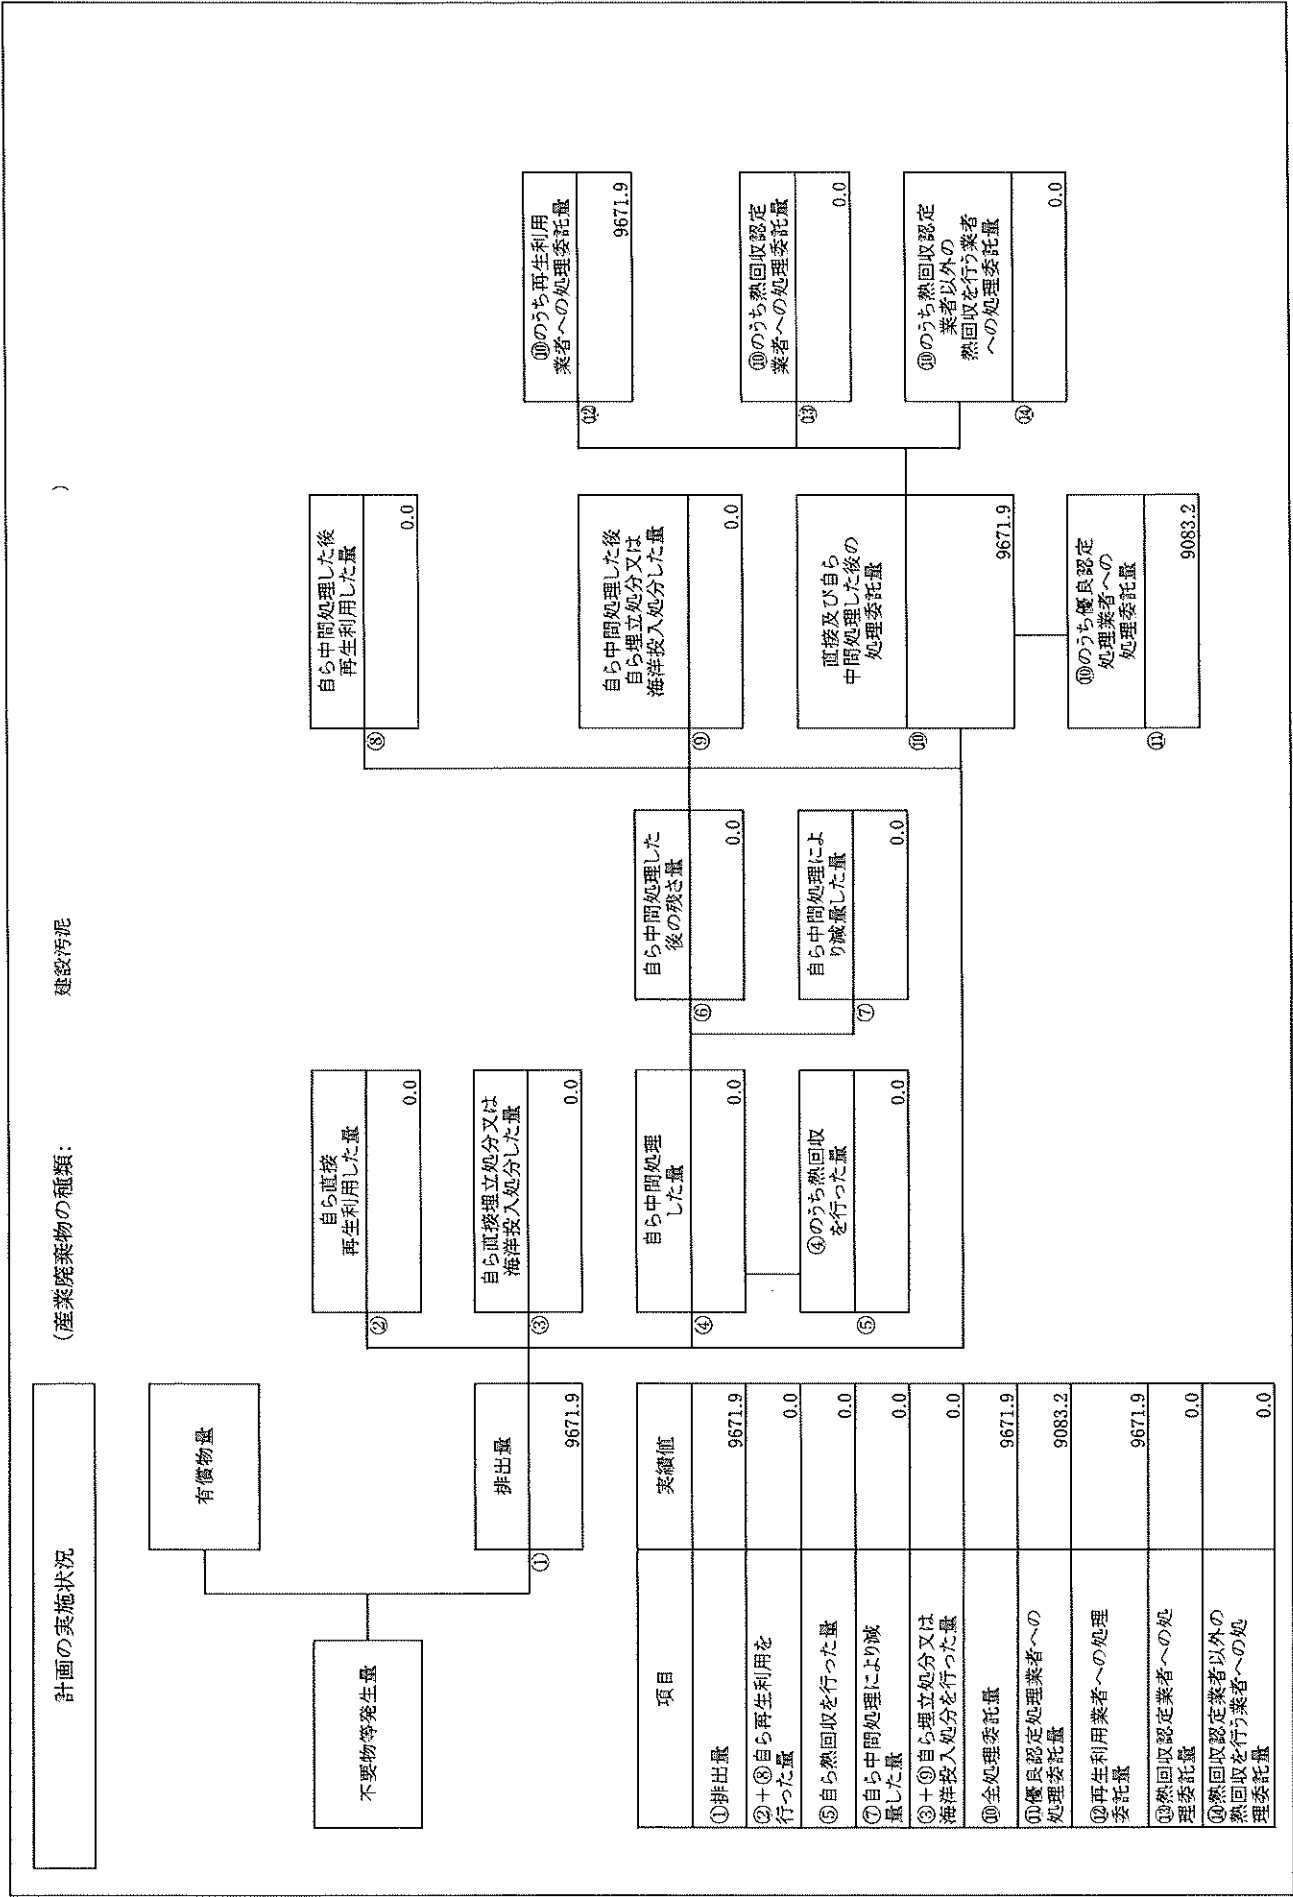 計画の実施状況
(産業廃棄物の種類:
建設汚泥
)
不要物等発生量
有償物量
①
排出量
9671.9
②
自ら直接
再生利用した量
0.0
③
自ら直接埋立処分又は
海洋投入処分した量
0.0
④
自ら中間処理
した量
0.0
⑤
④のうち熱回収
を行った量
0.0
⑥
自ら中間処理した
後の残さ量
0.0
⑦
自ら中間処理によ
り減量した量
0.0
⑧
自ら中間処理した後
再生利用した量
0.0
⑨
自ら中間処理した後
自ら埋立処分又は
海洋投入処分した量
0.0
⑩
直接及び自ら
中間処理した後の
処理委託量
9671.9
⑪
⑩のうち優良認定
処理業者への
処理委託量
9083.2
⑫
⑩のうち再生利用
業者への処理委託量
9671.9
⑬
⑩のうち熱回収認定
業者への処理委託量
0.0
⑭
⑩のうち熱回収認定
業者以外の
熱回収を行う業者
への処理委託量
0.0
項目 実績値
①排出量 9671.9
②+⑧自ら再生利用を
行った量 0.0
⑤自ら熱回収を行った量 0.0
⑦自ら中間処理により減
量した量 0.0
③+⑨自ら埋立処分又は
海洋投入処分を行った量 0.0
⑩全処理委託量 9671.9
⑪優良認定処理業者への
処理委託量 9083.2
⑫再生利用業者への処理
委託量 9671.9
⑬熱回収認定業者への処
理委託量 0.0
⑭熱回収認定業者以外の
熱回収を行う業者への処
理委託量 0.0